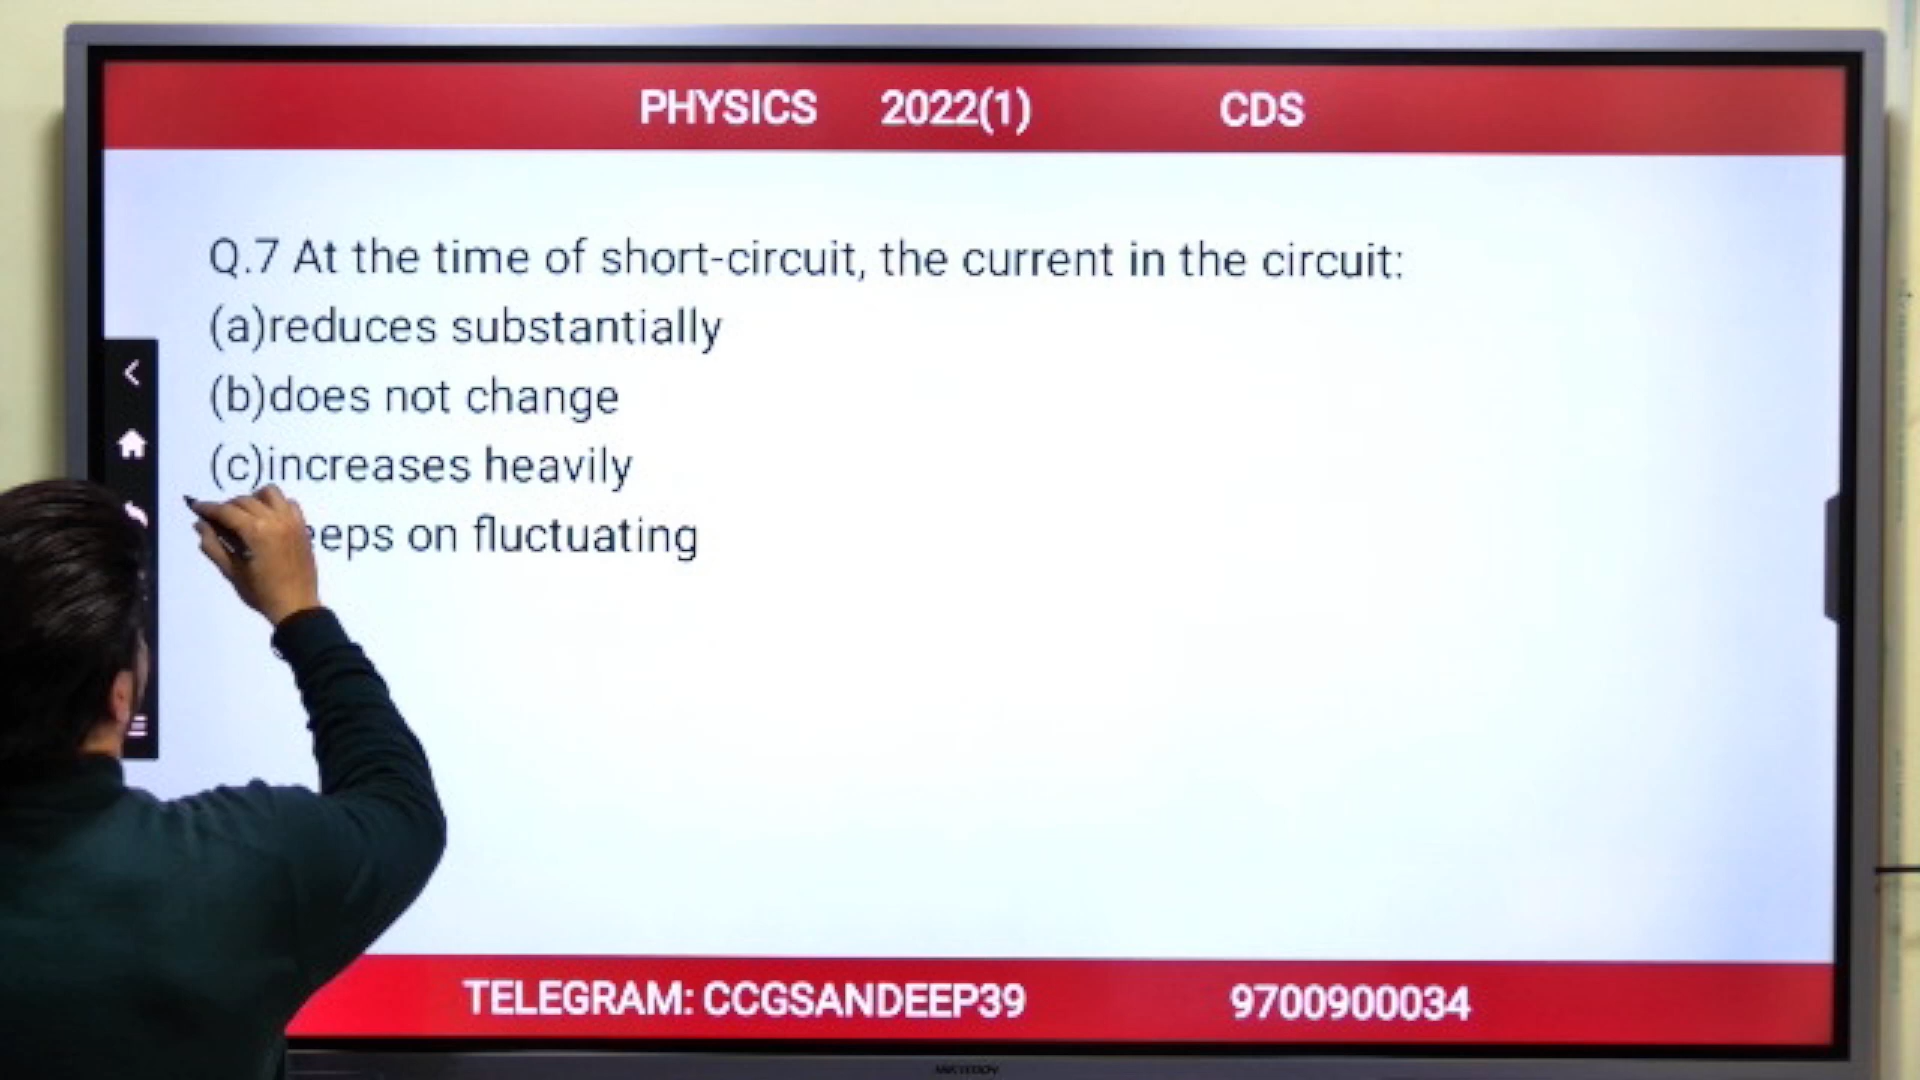 PHYSICS 2022(1) CDS
Q.7 At the time of short-circuit, the current in the circuit:
(a)reduces substantially
(b)does not change
(c)increases heavily
eeps on fluctuating
TELEGRAM: CCGSANDEEP39 9700900034